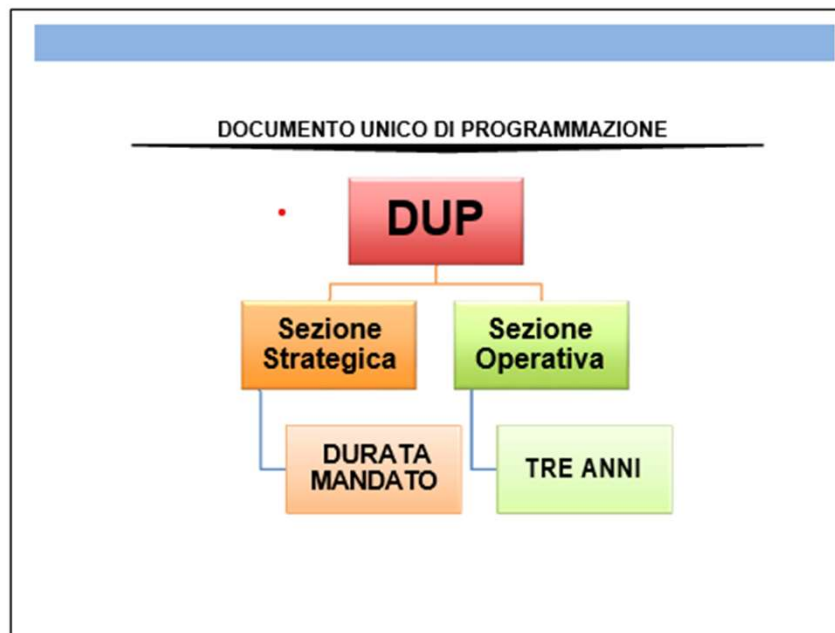 DOCUMENTO UNICO DI PROGRAMMAZIONE
DUP
Sezione
Strategica
Sezione
Operativa
DURATA
MANDATO
TRE ANNI